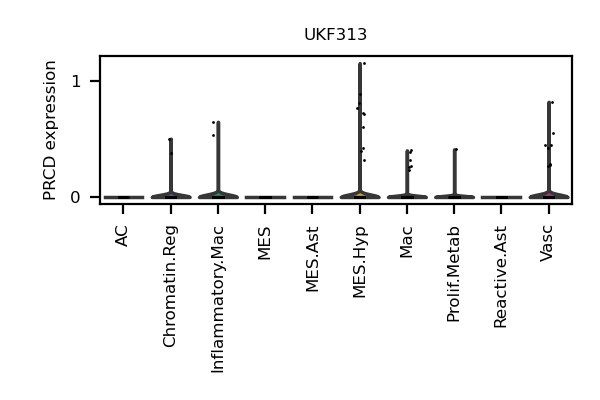 UKF313
PRCD expression
1
0
AC
Chromatin.Reg
Inflammatory.Mac
MES
MES.Ast
MES.Hyp
Mac
Prolif.Metab
Reactive.Ast
Vasc